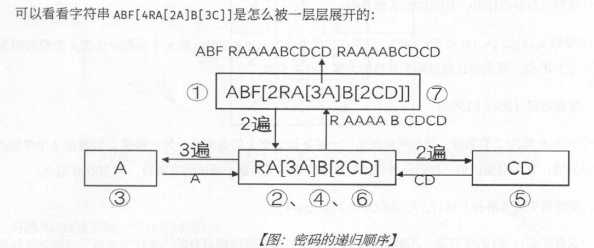 可以看看字符串 ABF[4RA[2A]B[3C]]是怎么被一层层展开的：
ABF RAAAABCDCD RAAAABCDCD
① ABF[2RA[3A]B[2CD]] ⑦
2遍 R AAAA B CDCD
3遍 2遍
A RA[3A]B[2CD] CD
A CD
③ ②、④、⑥ ⑤
【图：密码的递归顺序】